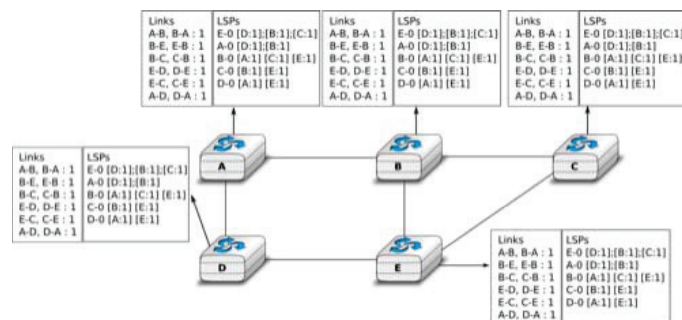 Links
A-B, B-A : 1
B-E, E-B : 1
B-C, C-B : 1
E-D, D-E : 1
E-C, C-E : 1
A-D, D-A : 1
LSPs
E-0 [D:1];[B:1];[C:1]
A-0 [D:1];[B:1]
B-0 [A:1] [C:1] [E:1]
C-0 [B:1] [E:1]
D-0 [A:1] [E:1]
Links
A-B, B-A : 1
B-E, E-B : 1
B-C, C-B : 1
E-D, D-E : 1
E-C, C-E : 1
A-D, D-A : 1
LSPs
E-0 [D:1];[B:1];[C:1]
A-0 [D:1];[B:1]
B-0 [A:1] [C:1] [E:1]
C-0 [B:1] [E:1]
D-0 [A:1] [E:1]
Links
A-B, B-A : 1
B-E, E-B : 1
B-C, C-B : 1
E-D, D-E : 1
E-C, C-E : 1
A-D, D-A : 1
LSPs
E-0 [D:1];[B:1];[C:1]
A-0 [D:1];[B:1]
B-0 [A:1] [C:1] [E:1]
C-0 [B:1] [E:1]
D-0 [A:1] [E:1]
A
B
C
Links
A-B, B-A : 1
B-E, E-B : 1
B-C, C-B : 1
E-D, D-E : 1
E-C, C-E : 1
A-D, D-A : 1
LSPs
E-0 [D:1];[B:1];[C:1]
A-0 [D:1];[B:1]
B-0 [A:1] [C:1] [E:1]
C-0 [B:1] [E:1]
D-0 [A:1] [E:1]
D
E
Links
A-B, B-A : 1
B-E, E-B : 1
B-C, C-B : 1
E-D, D-E : 1
E-C, C-E : 1
A-D, D-A : 1
LSPs
E-0 [D:1];[B:1];[C:1]
A-0 [D:1];[B:1]
B-0 [A:1] [C:1] [E:1]
C-0 [B:1] [E:1]
D-0 [A:1] [E:1]